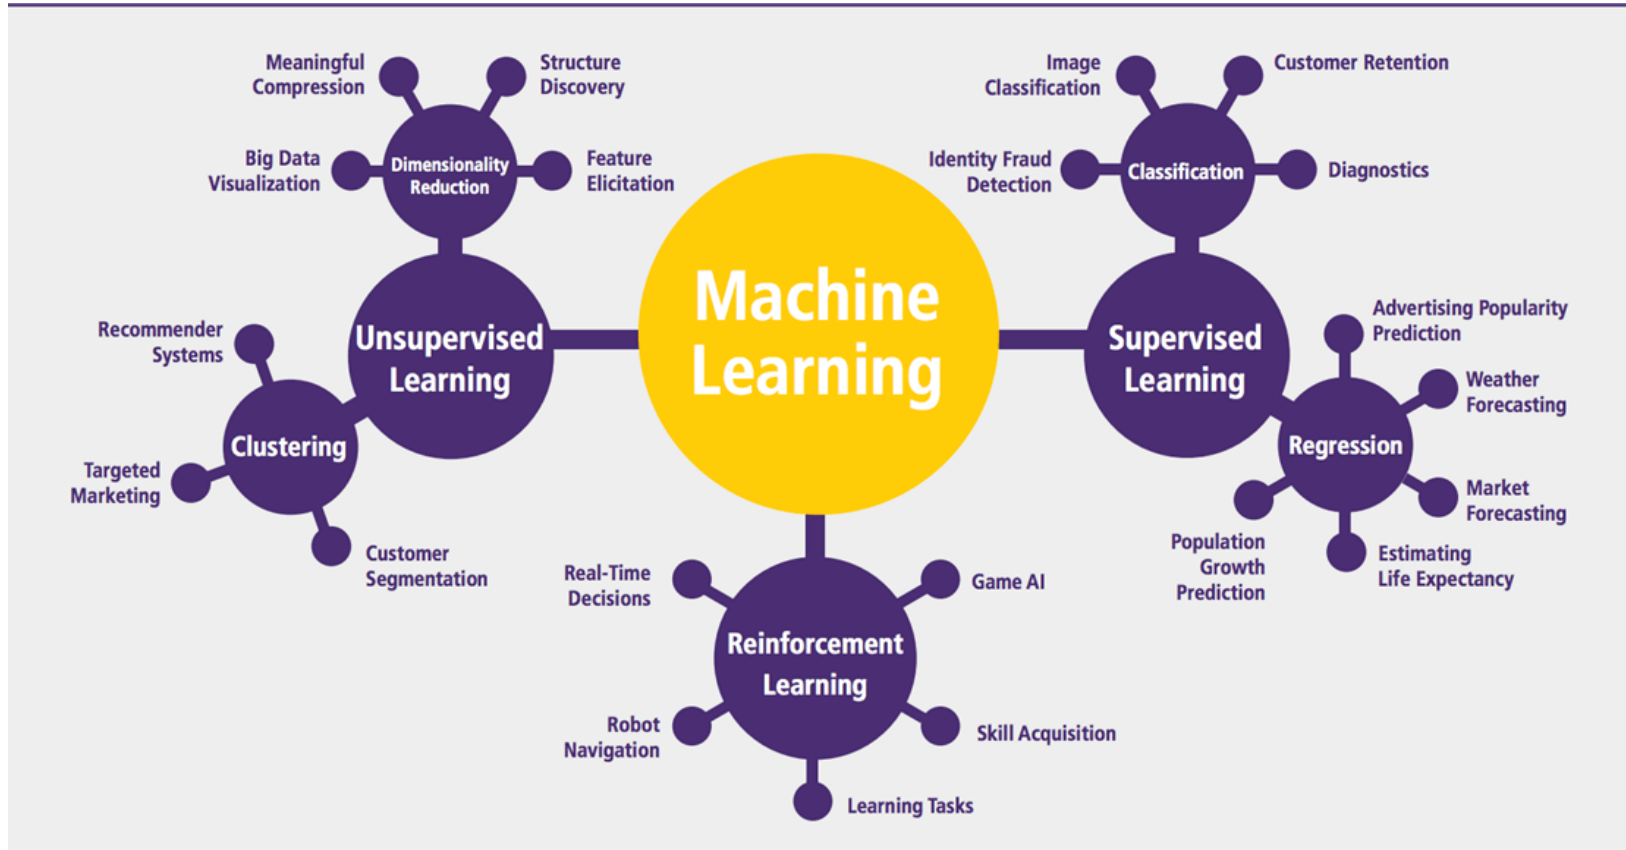 Meaningful
Compression
Structure
Discovery
Big Data
Visualization
Dimensionality
Reduction
Feature
Elicitation
Unsupervised
Learning
Recommender
Systems
Clustering
Targeted
Marketing
Customer
Segmentation
Machine
Learning
Image
Classification
Customer Retention
Identity Fraud
Detection
Classification
Diagnostics
Supervised
Learning
Advertising Popularity
Prediction
Weather
Forecasting
Regression
Market
Forecasting
Population
Growth
Prediction
Estimating
Life Expectancy
Real-Time
Decisions
Game AI
Reinforcement
Learning
Robot
Navigation
Skill Acquisition
Learning Tasks